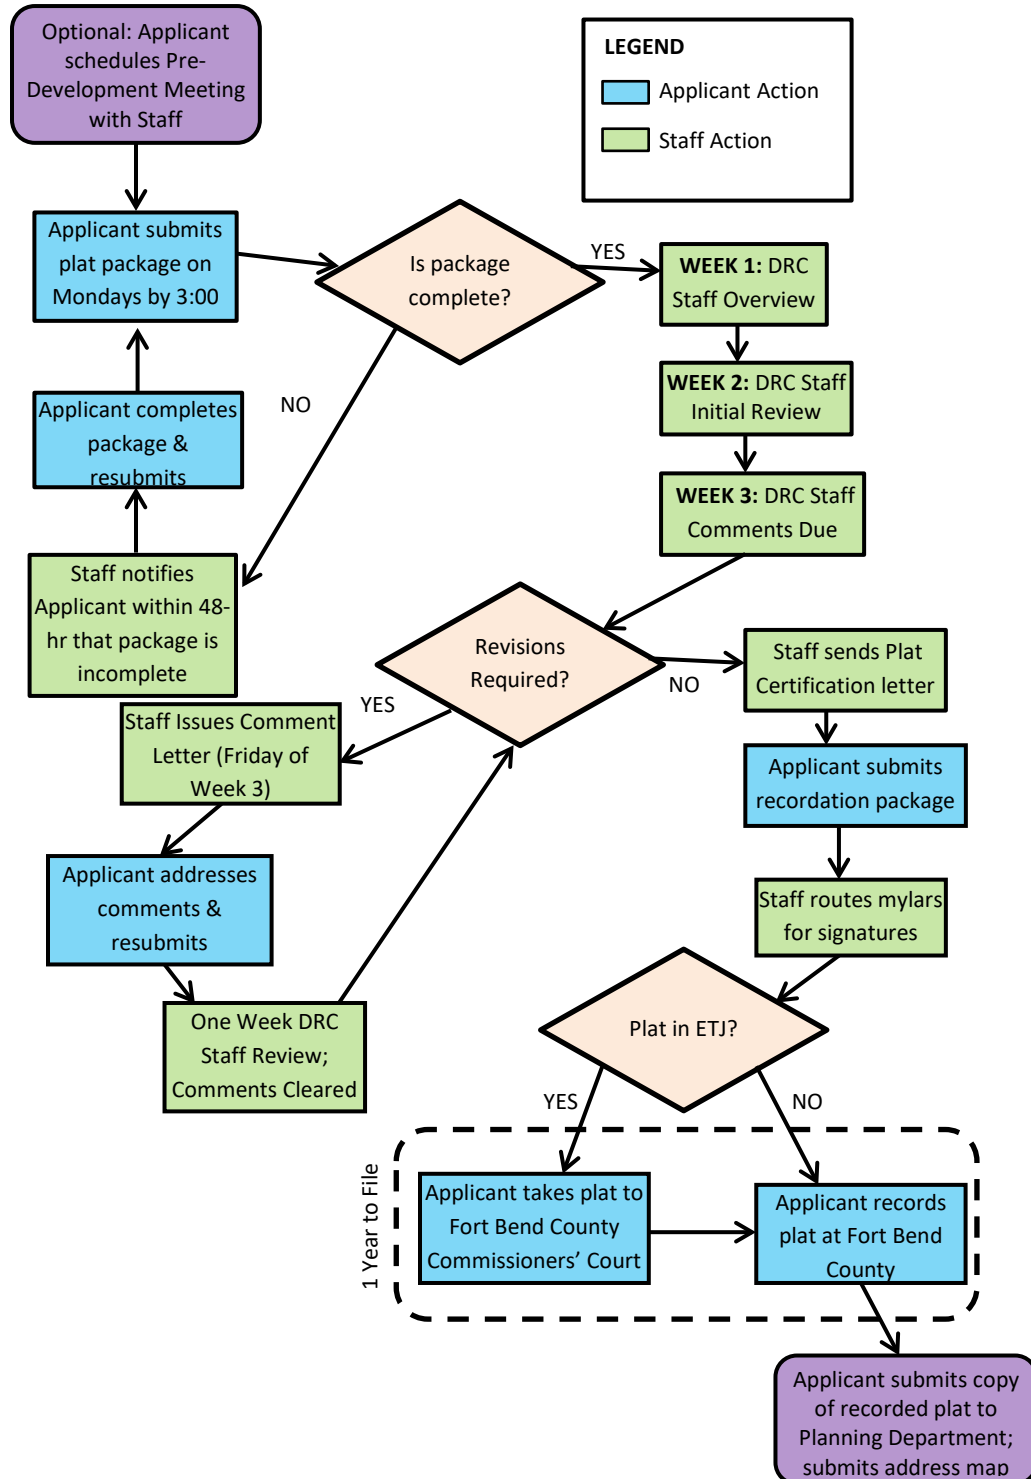 Optional: Applicant
schedules Pre-
Development Meeting
with Staff
LEGEND
Applicant Action
Staff Action
Applicant submits
plat package on
Mondays by 3:00
Is package
complete?
YES
WEEK 1: DRC
Staff Overview
NO
Applicant completes
package &
resubmits
WEEK 2: DRC Staff
Initial Review
WEEK 3: DRC Staff
Comments Due
Staff notifies
Applicant within 48-
hr that package is
incomplete
Revisions
Required?
NO
Staff sends Plat
Certification letter
YES
Staff Issues Comment
Letter (Friday of
Week 3)
Applicant submits
recordation package
Applicant addresses
comments &
resubmits
Staff routes mylars
for signatures
One Week DRC
Staff Review;
Comments Cleared
Plat in ETJ?
YES
NO
1 Year to File
Applicant takes plat to
Fort Bend County
Commissioners’ Court
Applicant records
plat at Fort Bend
County
Applicant submits copy
of recorded plat to
Planning Department;
submits address map